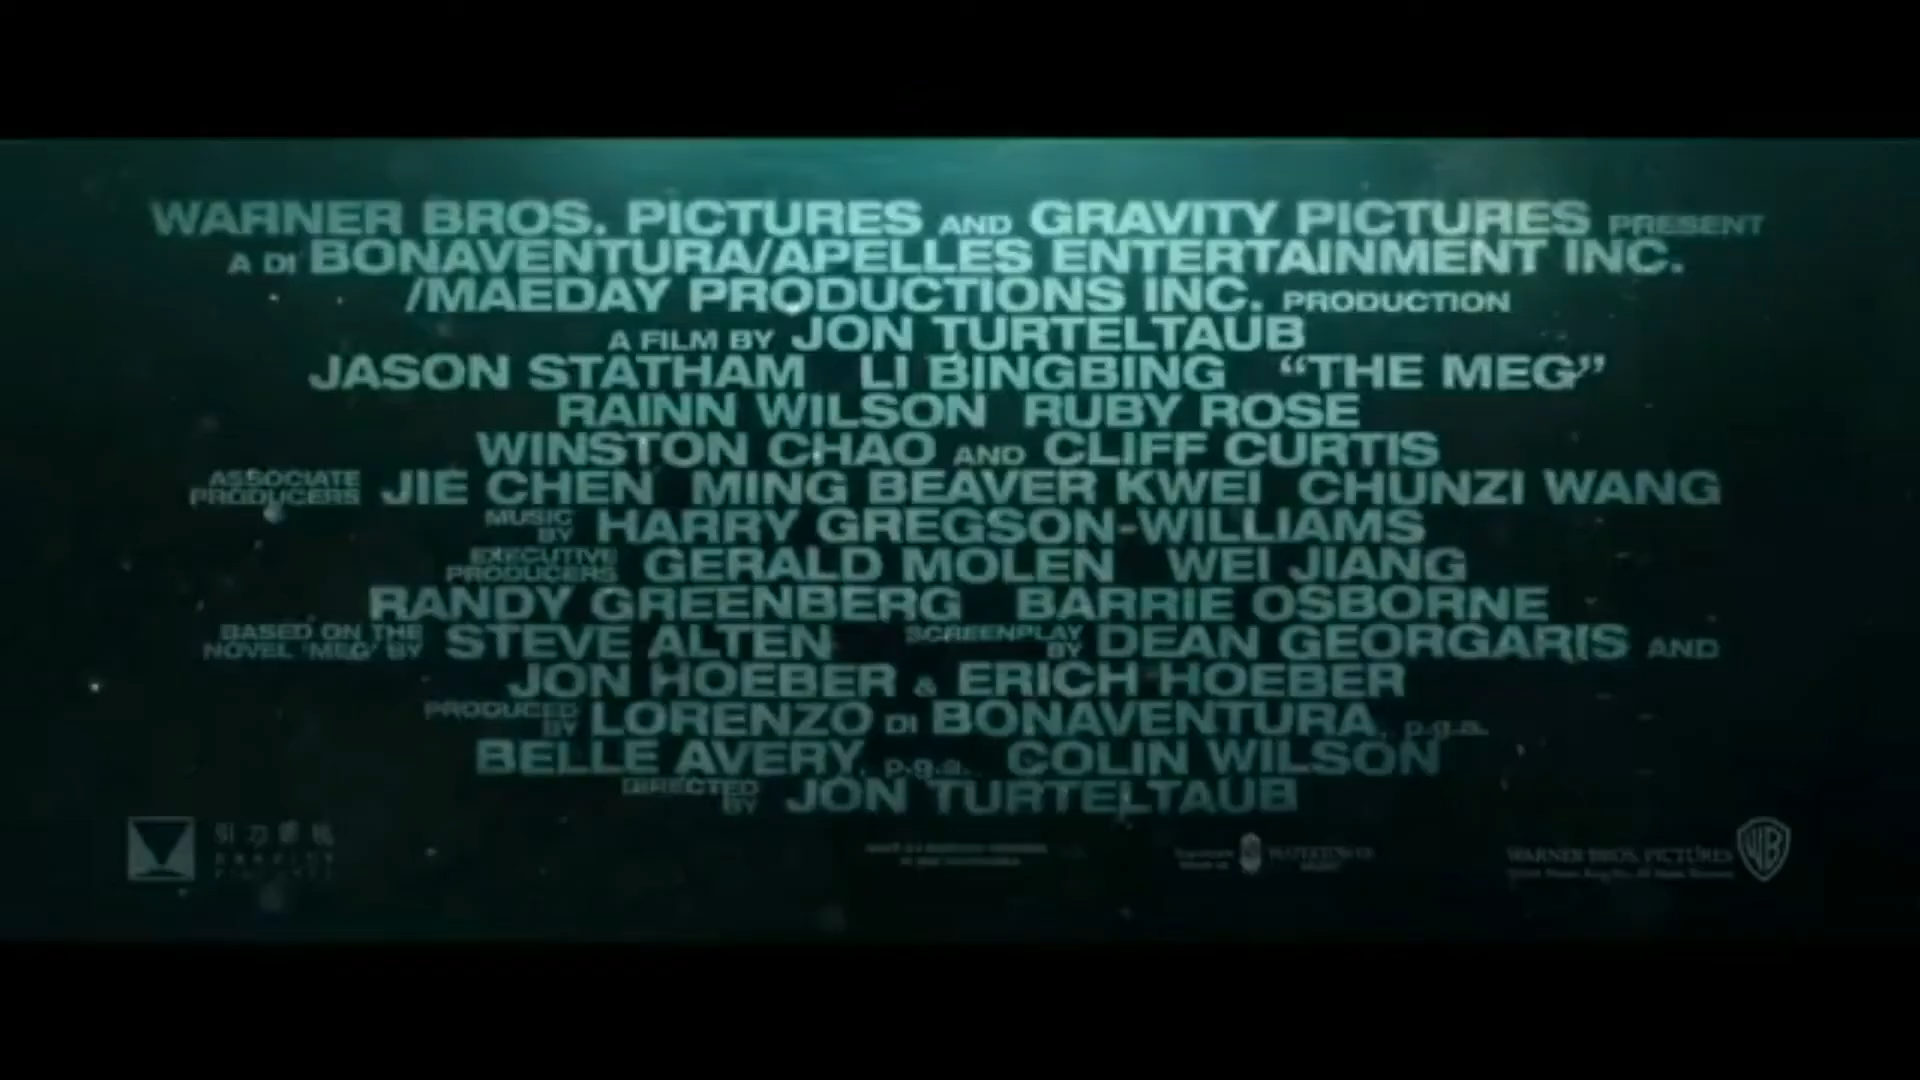 WARNER BROS. PICTURES AND GRAVITY PICTURES PRESENT
A DI BONAVENTURA/APELLES ENTERTAINMENT INC.
/MAEDAY PRODUCTIONS INC. PRODUCTION
A FILM BY JON TURTELTAUB
JASON STATHAM LI BINGBING “THE MEG”
RAINN WILSON RUBY ROSE
WINSTON CHAO AND CLIFF CURTIS
ASSOCIATE PRODUCERS JIE CHEN MING BEAVER KWEI CHUNZI WANG
MUSIC BY HARRY GREGSON-WILLIAMS
EXECUTIVE PRODUCERS GERALD MOLEN WEI JIANG
RANDY GREENBERG BARRIE OSBORNE
BASED ON THE NOVEL 'MEG' BY STEVE ALTEN SCREENPLAY BY DEAN GEORGARIS AND
JON HOEBER & ERICH HOEBER
PRODUCED BY LORENZO DI BONAVENTURA, p.g.a.
BELLE AVERY, p.g.a. COLIN WILSON
DIRECTED BY JON TURTELTAUB
WARNER BROS. PICTURES
WB